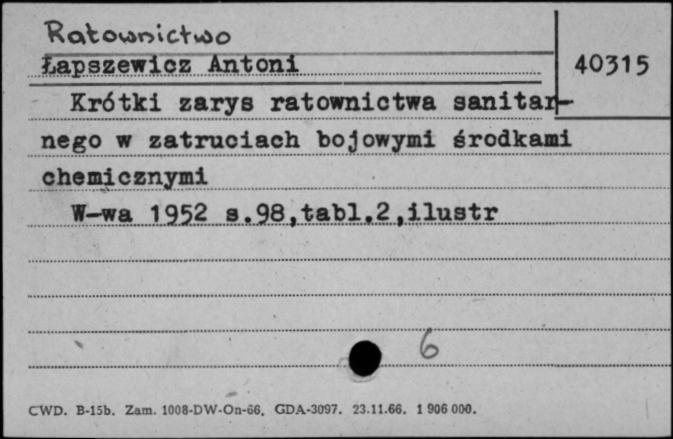 Ratownictwo
Łapszewicz Antoni
40315
Krótki zarys ratownictwa sanitar-
nego w zatruciach bojowymi środkami
chemicznymi
W-wa 1952 s.98,tabl.2,ilustr
6
CWD. B-15b. Zam. 1008-DW-On-66. GDA-3097. 23.11.66. 1 906 000.